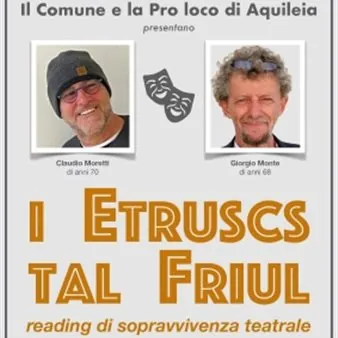 Il Comune e la Pro loco di Aquileia
presentano
Claudio Moretti
di anni 70
Giorgio Monte
di anni 68
I ETRUSCS
TAL FRIUL
reading di sopravvivenza teatrale